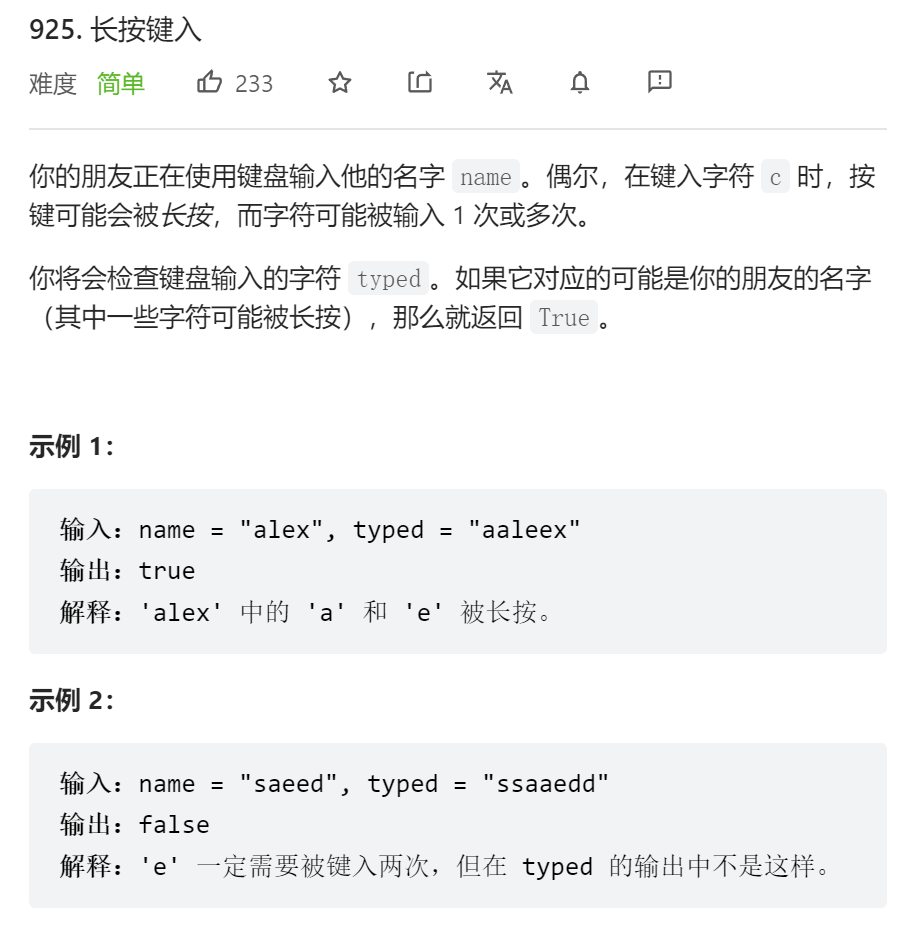 925. 长按键入
难度 简单 233
你的朋友正在使用键盘输入他的名字 name。偶尔，在键入字符 c 时，按
键可能会被长按，而字符可能被输入 1 次或多次。
你将会检查键盘输入的字符 typed。如果它对应的可能是你的朋友的名字
（其中一些字符可能被长按），那么就返回 True。
示例 1：
输入：name = "alex", typed = "aaleex"
输出：true
解释：'alex' 中的 'a' 和 'e' 被长按。
示例 2：
输入：name = "saeed", typed = "ssaaedd"
输出：false
解释：'e' 一定需要被键入两次，但在 typed 的输出中不是这样。